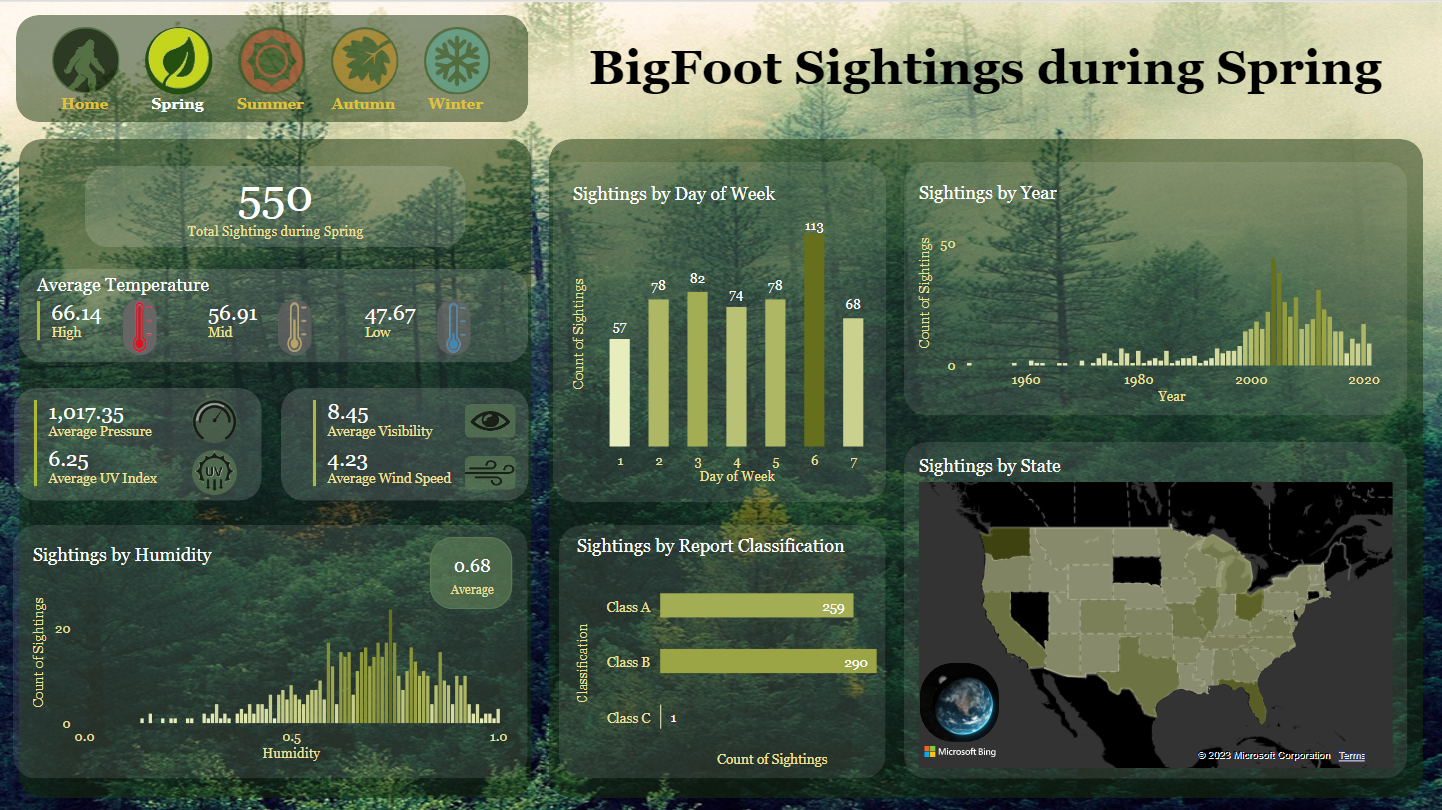 Home
Spring
Summer
Autumn
Winter
BigFoot Sightings during Spring
550
Total Sightings during Spring
Average Temperature
66.14
High
56.91
Mid
47.67
Low
1,017.35
Average Pressure
6.25
Average UV Index
UV
8.45
Average Visibility
4.23
Average Wind Speed
Sightings by Humidity
0.68
Average
Count of Sightings
20
0
0.0
0.5
1.0
Humidity
Sightings by Day of Week
Count of Sightings
57
78
82
74
78
113
68
1
2
3
4
5
6
7
Day of Week
Sightings by Report Classification
Classification
Class A
259
Class B
290
Class C
1
Count of Sightings
Sightings by Year
Count of Sightings
50
0
1960
1980
2000
2020
Year
Sightings by State
Microsoft Bing
© 2023 Microsoft Corporation Terms